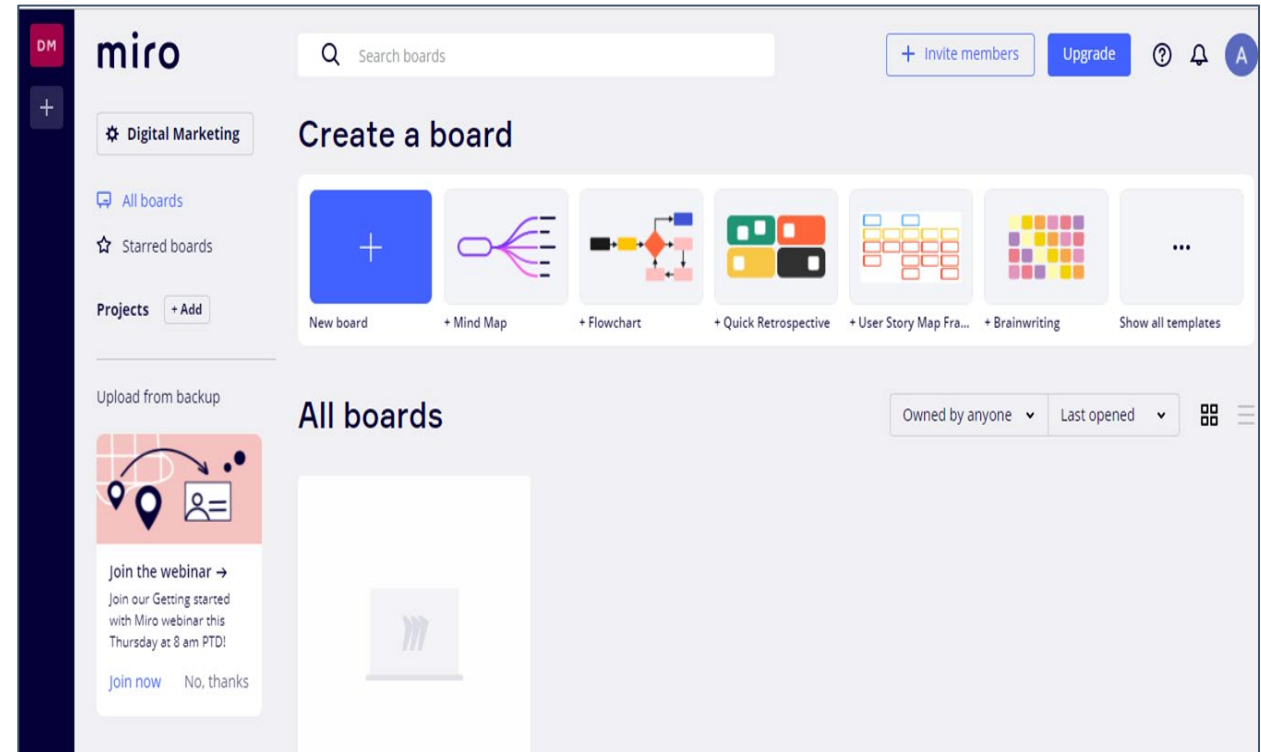 DM
miro
Search boards
+ Invite members
Upgrade
A
+
Digital Marketing
Create a board
All boards
Starred boards
Projects + Add
New board
+ Mind Map
+ Flowchart
+ Quick Retrospective
+ User Story Map Fra...
+ Brainwriting
Show all templates
Upload from backup
All boards
Owned by anyone
Last opened
Join the webinar →
Join our Getting started
with Miro webinar this
Thursday at 8 am PTD!
Join now No, thanks